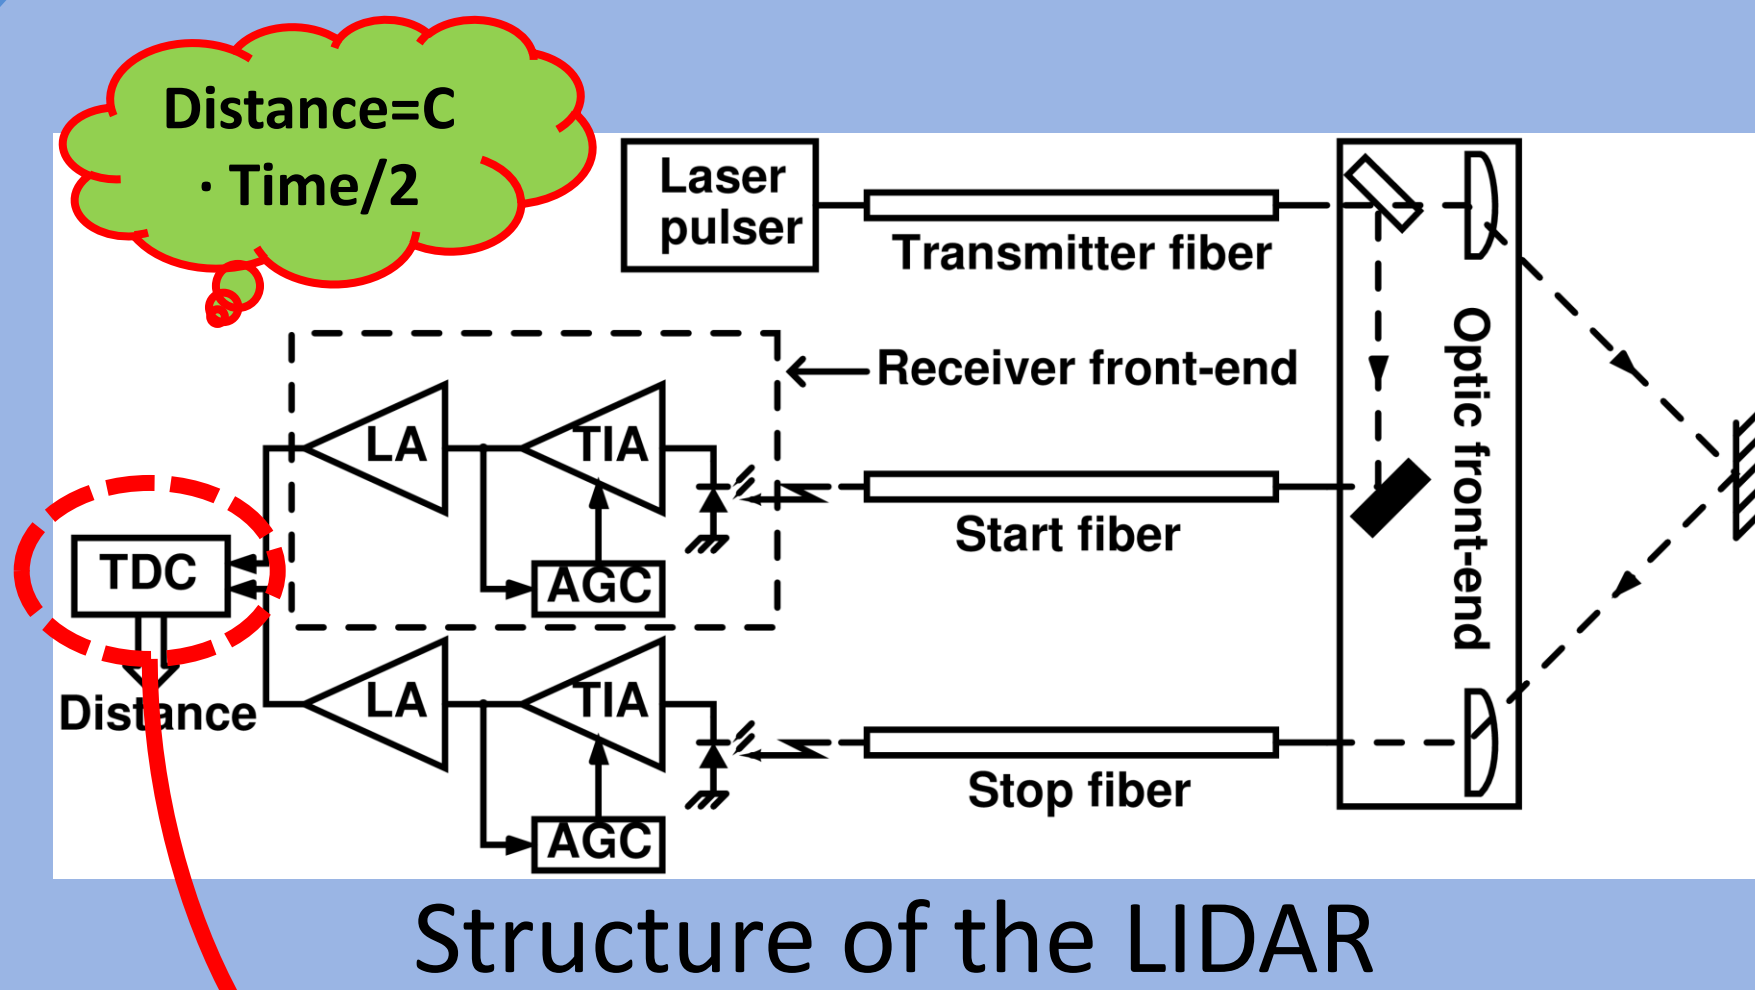 Distance=C
· Time/2
Laser
pulser
Transmitter fiber
Receiver front-end
LA
TIA
AGC
Start fiber
Optic front-end
TDC
Distance
LA
TIA
AGC
Stop fiber
Structure of the LIDAR